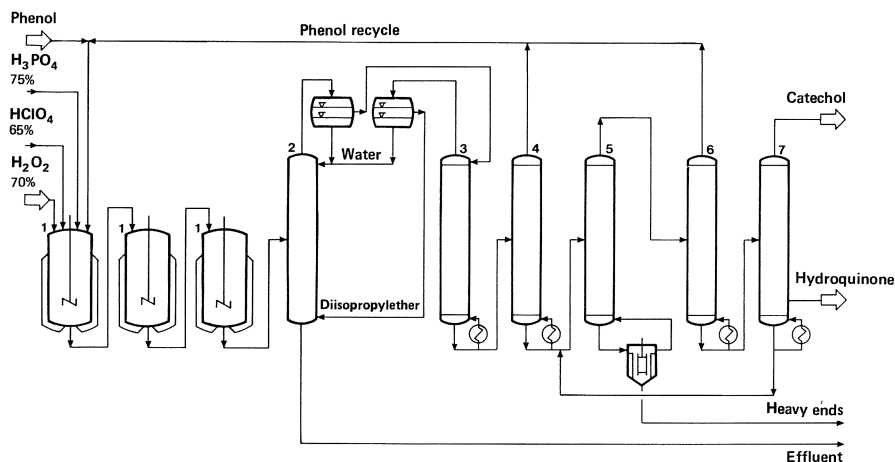 Phenol
Phenol recycle
H₃PO₄
75%
HClO₄
65%
H₂O₂
70%
Catechol
Water
1
1
1
2
3
4
5
6
7
Hydroquinone
Diisopropylether
Heavy ends
Effluent